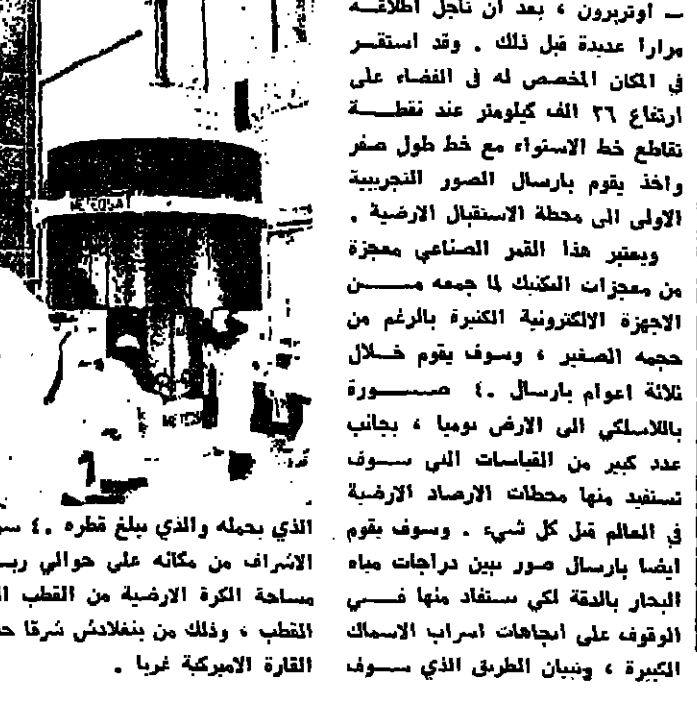 — اوتربرون ، بعد ان تأجل اطلاقه
مرارا عديدة قبل ذلك . وقد استقر
في المكان المخصص له في الفضاء على
ارتفاع ٣٦ الف كيلومتر عند نقطة
تقاطع خط الاستواء مع خط طول صفر
واخذ يقوم بارسال الصور التجريبية
الاولى الى محطة الاستقبال الارضية .
ويعتبر هذا القمر الصناعي معجزة
من معجزات التكنيك لما جمعه من
الاجهزة الالكترونية الكثيرة بالرغم من
حجمه الصغير ، وسوف يقوم خلال
ثلاثة اعوام بارسال ٤٠ صورة
باللاسلكي الى الارض يوميا ، بجانب
عدد كبير من القياسات التي سوف
تستفيد منها محطات الارصاد الارضية
في العالم قبل كل شيء . وسوف يقوم
ايضا بارسال صور تبين دراجات مياه
البحار بالدقة لكي يستفاد منها في
الوقوف على اتجاهات اسراب الاسماك
الكبيرة ، وتبيان الطريق الذي سوف
METEOSAT
الذي يحمله والذي يبلغ قطره ٤٠
الاشراف من مكانه على حوالي
مساحة الكرة الارضية من القطب
القطب ، وذلك من بنغلادش شرقا
القارة الاميركية غربا .